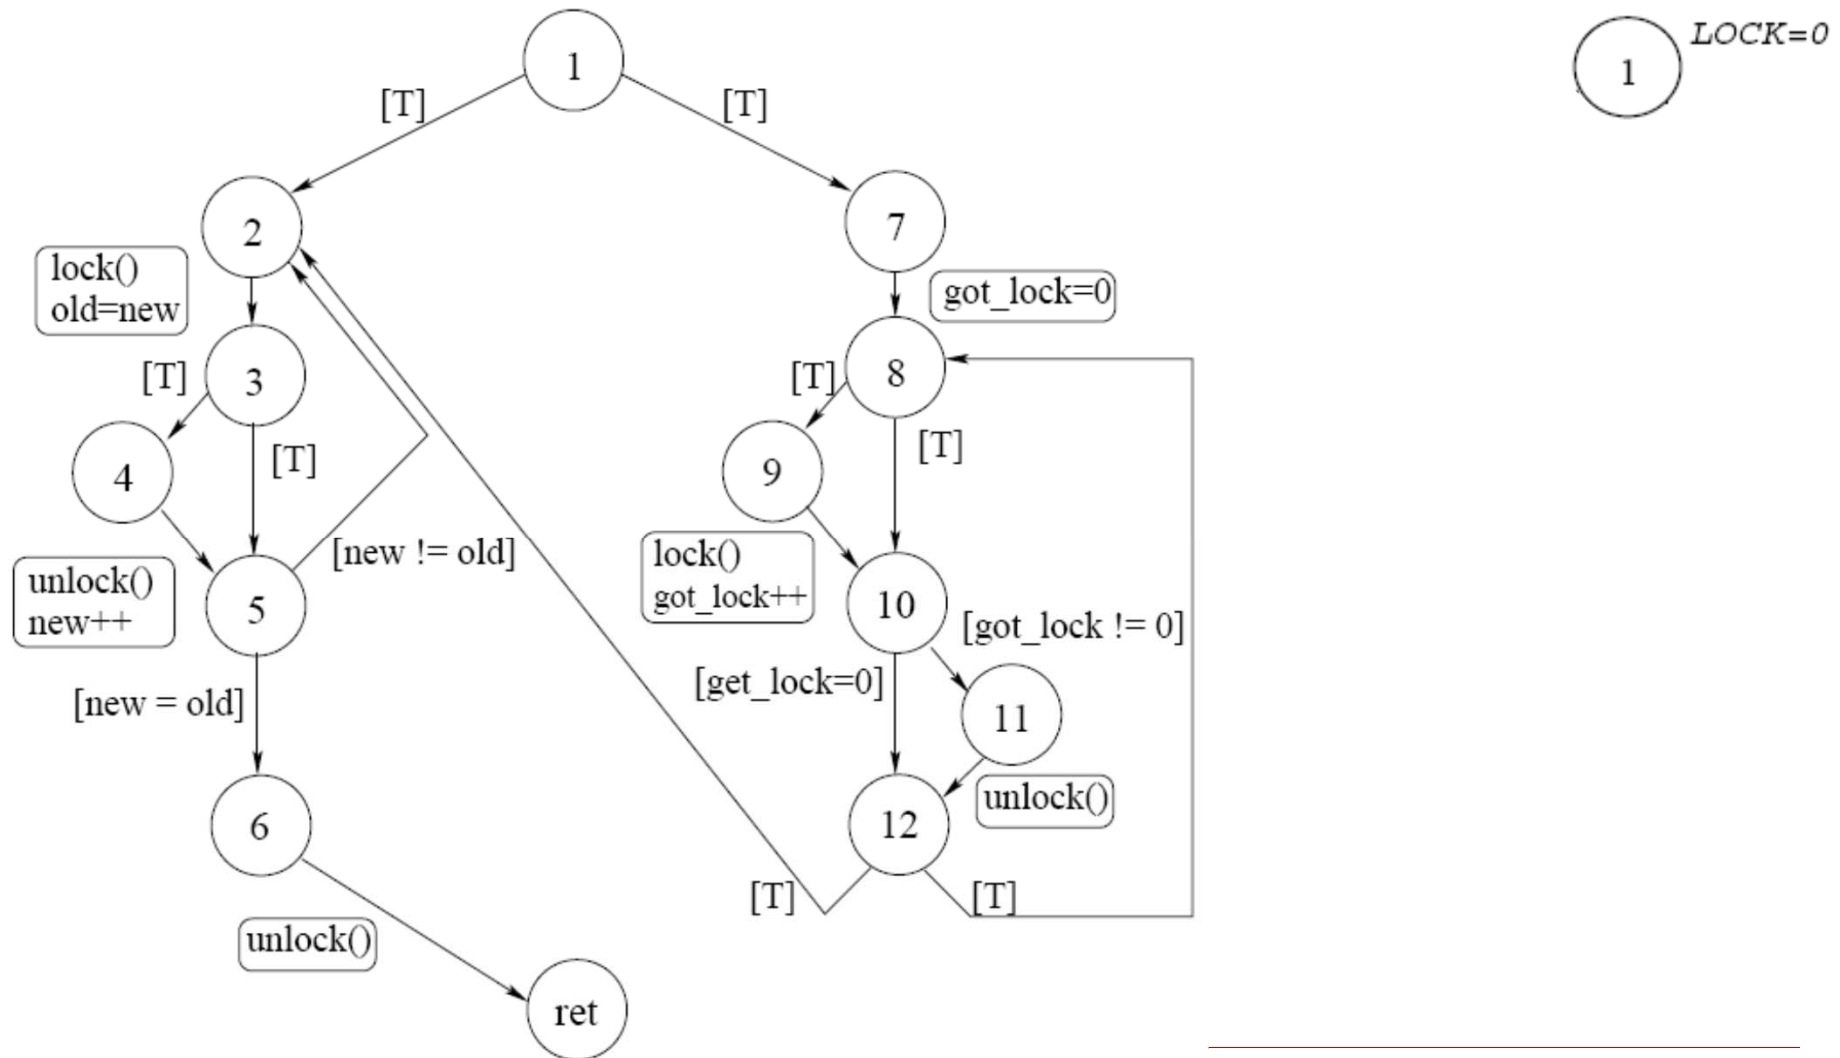 1
LOCK=0
1
[T]
[T]
2
7
lock()
old=new
got_lock=0
[T]
3
[T]
8
4
[T]
9
[T]
[new != old]
unlock()
new++
5
lock()
got_lock++
10
[got_lock != 0]
[new = old]
[get_lock=0]
11
6
12
unlock()
[T]
[T]
unlock()
ret